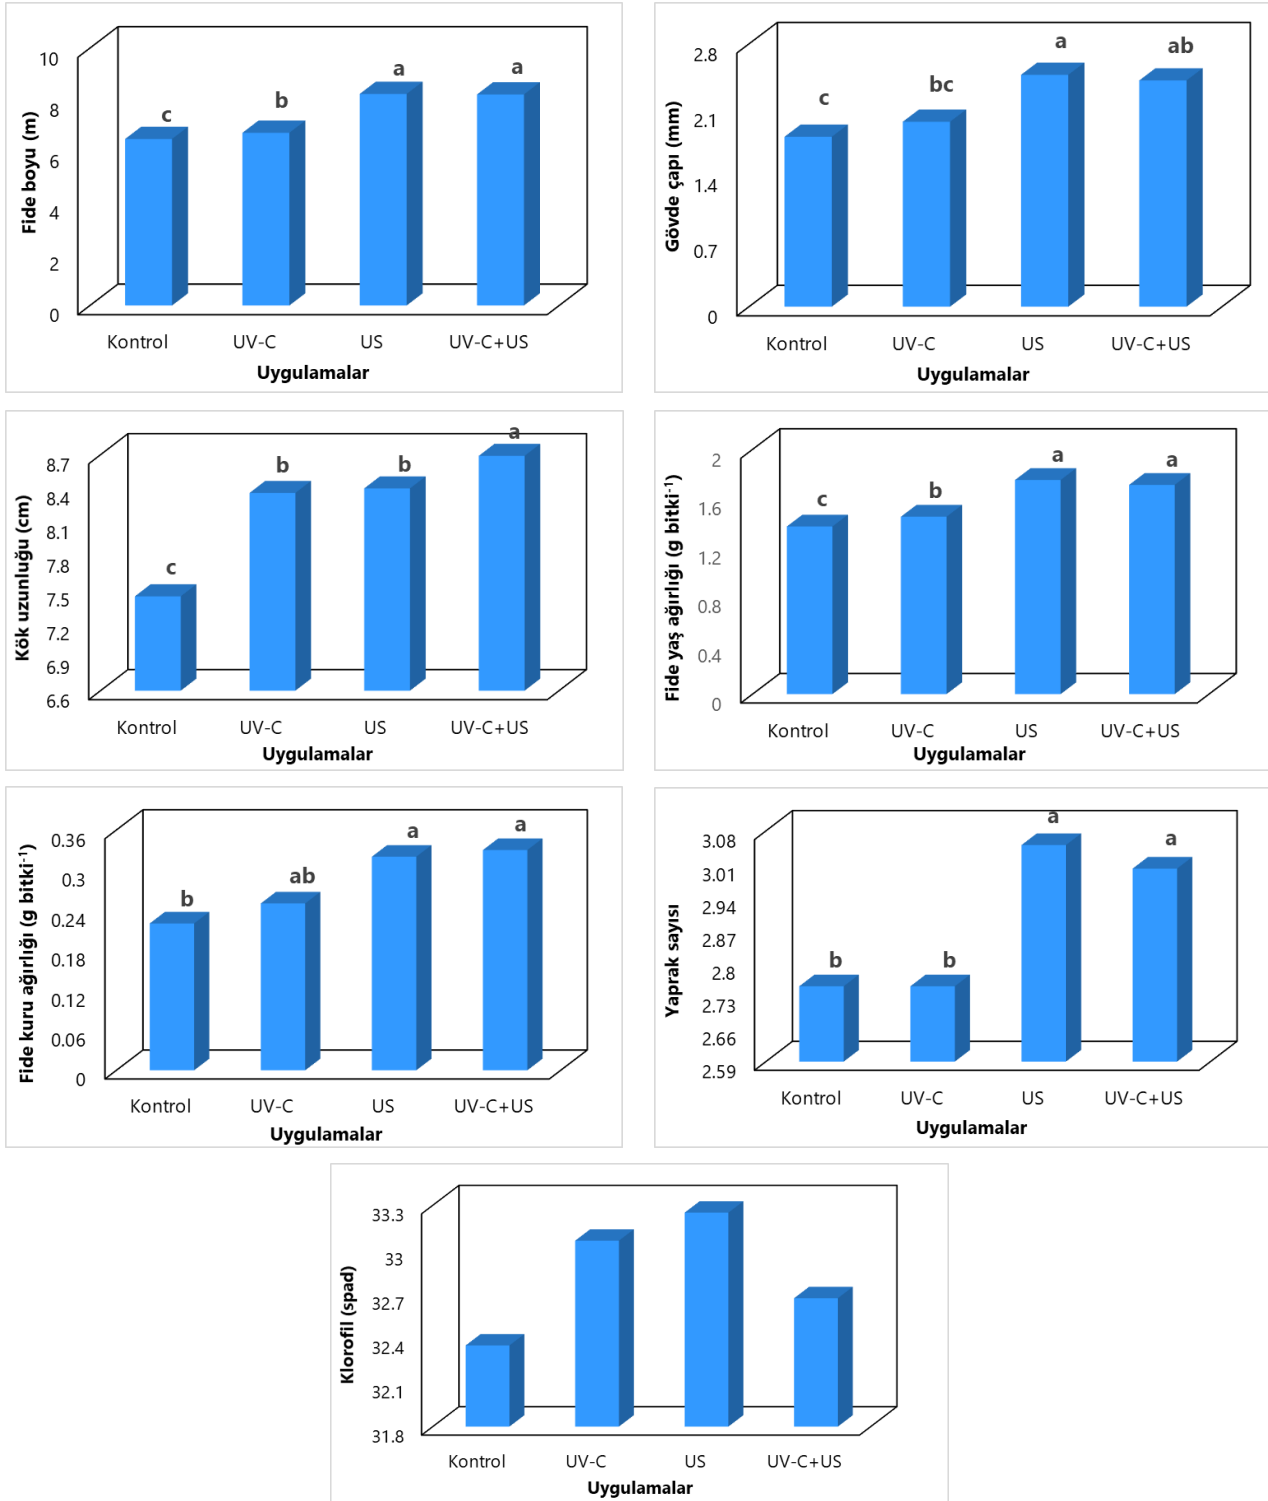 Fide boyu (m)
10
8
6
4
2
0
c
b
a
a
Kontrol UV-C US UV-C+US
Uygulamalar
Gövde çapı (mm)
2.8
2.1
1.4
0.7
0
c
bc
a
ab
Kontrol UV-C US UV-C+US
Uygulamalar
Kök uzunluğu (cm)
8.7
8.4
8.1
7.8
7.5
7.2
6.9
6.6
c
b
b
a
Kontrol UV-C US UV-C+US
Uygulamalar
Fide yaş ağırlığı (g bitki⁻¹)
2
1.6
1.2
0.8
0.4
0
c
b
a
a
Kontrol UV-C US UV-C+US
Uygulamalar
Fide kuru ağırlığı (g bitki⁻¹)
0.36
0.3
0.24
0.18
0.12
0.06
0
b
ab
a
a
Kontrol UV-C US UV-C+US
Uygulamalar
Yaprak sayısı
3.08
3.01
2.94
2.87
2.8
2.73
2.66
2.59
b
b
a
a
Kontrol UV-C US UV-C+US
Uygulamalar
Klorofil (spad)
33.3
33
32.7
32.4
32.1
31.8
Kontrol UV-C US UV-C+US
Uygulamalar